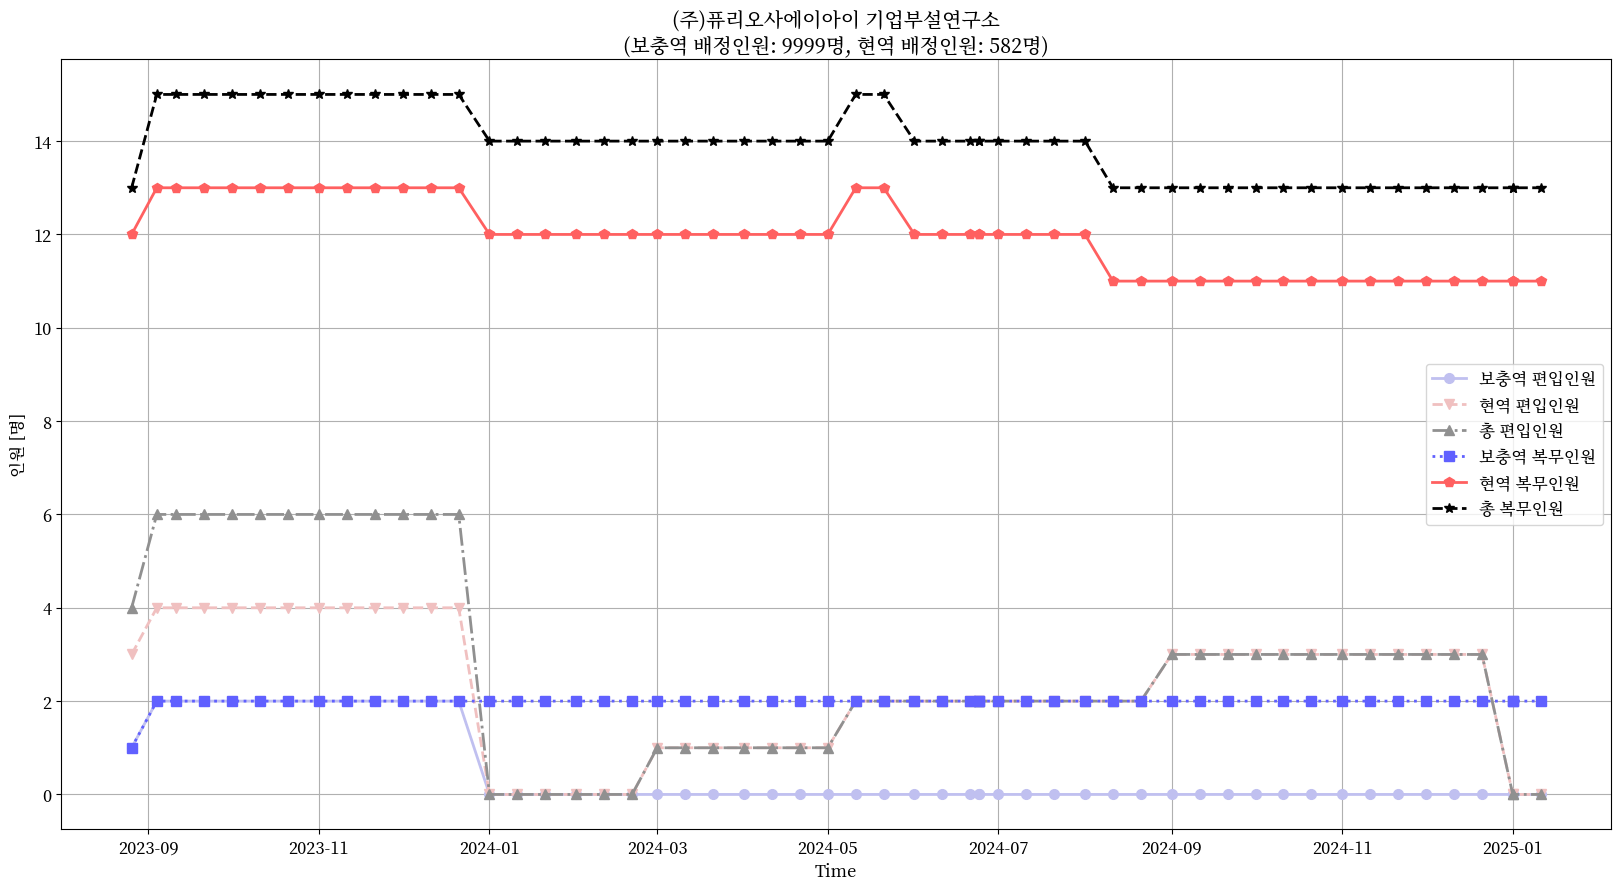 (주)퓨리오사에이아이 기업부설연구소
(보충역 배정인원: 9999명, 현역 배정인원: 582명)
14
12
10
8
6
4
2
0
인원 [명]
보충역 편입인원
현역 편입인원
총 편입인원
보충역 복무인원
현역 복무인원
총 복무인원
2023-09 2023-11 2024-01 2024-03 2024-05 2024-07 2024-09 2024-11 2025-01
Time